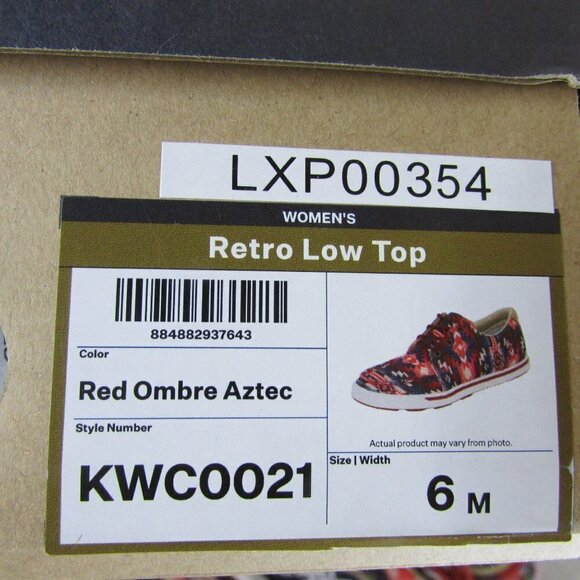 LXP00354
WOMEN'S
Retro Low Top
884882937643
Color
Red Ombre Aztec
Style Number
KWC0021
Actual product may vary from photo.
Size | Width
6 M